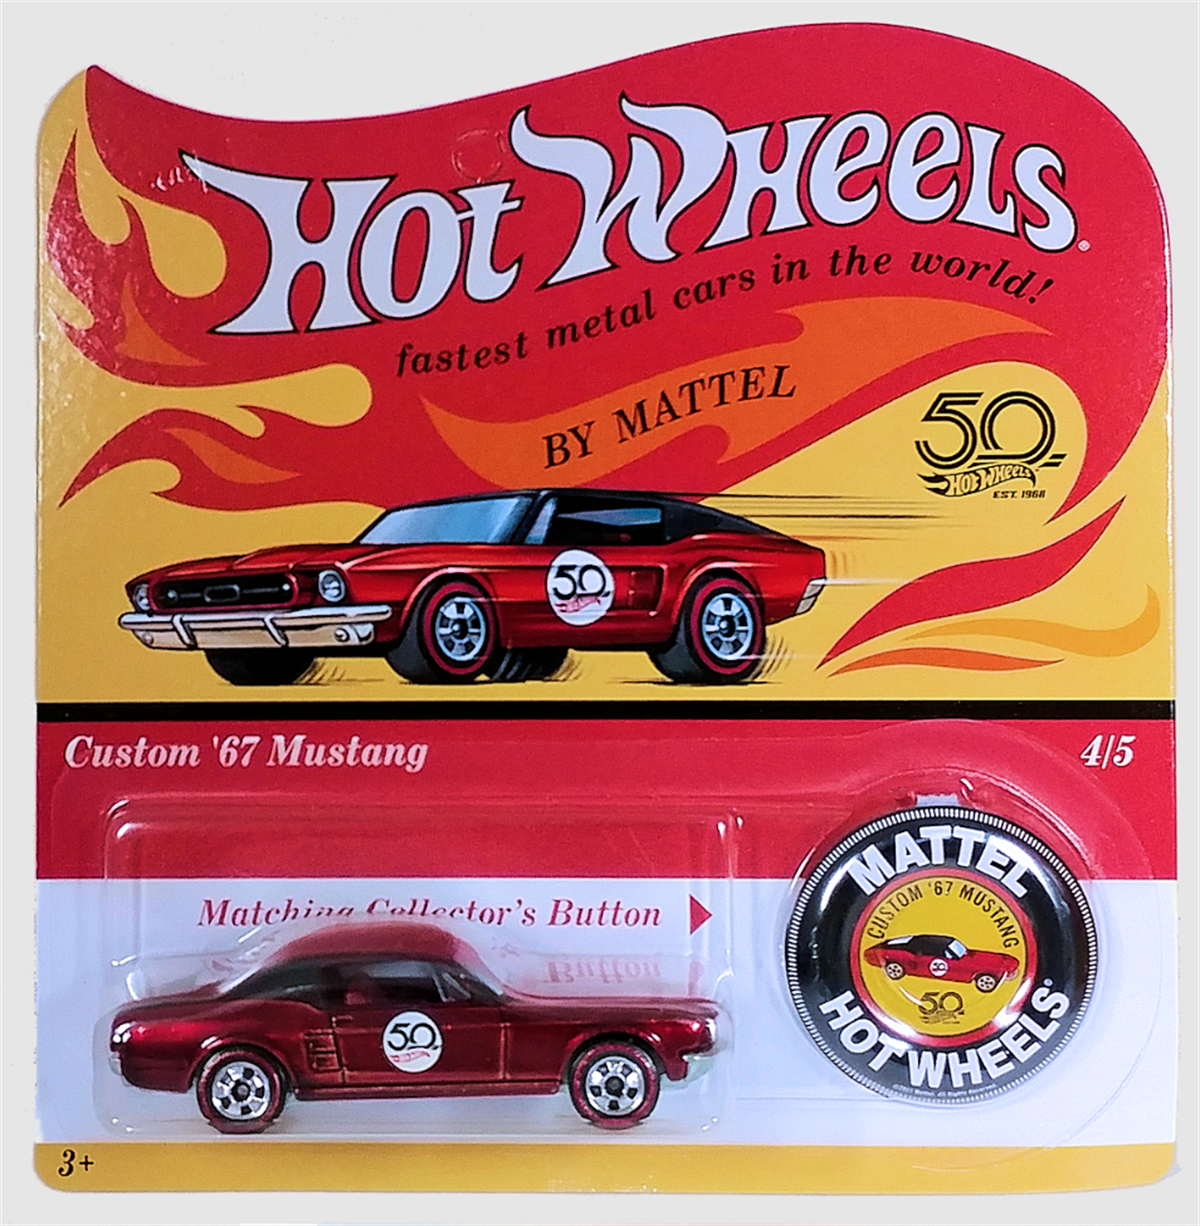 HOT WHEELS®
fastest metal cars in the world!
BY MATTEL
50
HOT WHEELS
EST. 1968
50
Custom '67 Mustang
4/5
Matching Collector's Button
MATTEL
CUSTOM '67 MUSTANG
50
50
HOT WHEELS®
50
3+